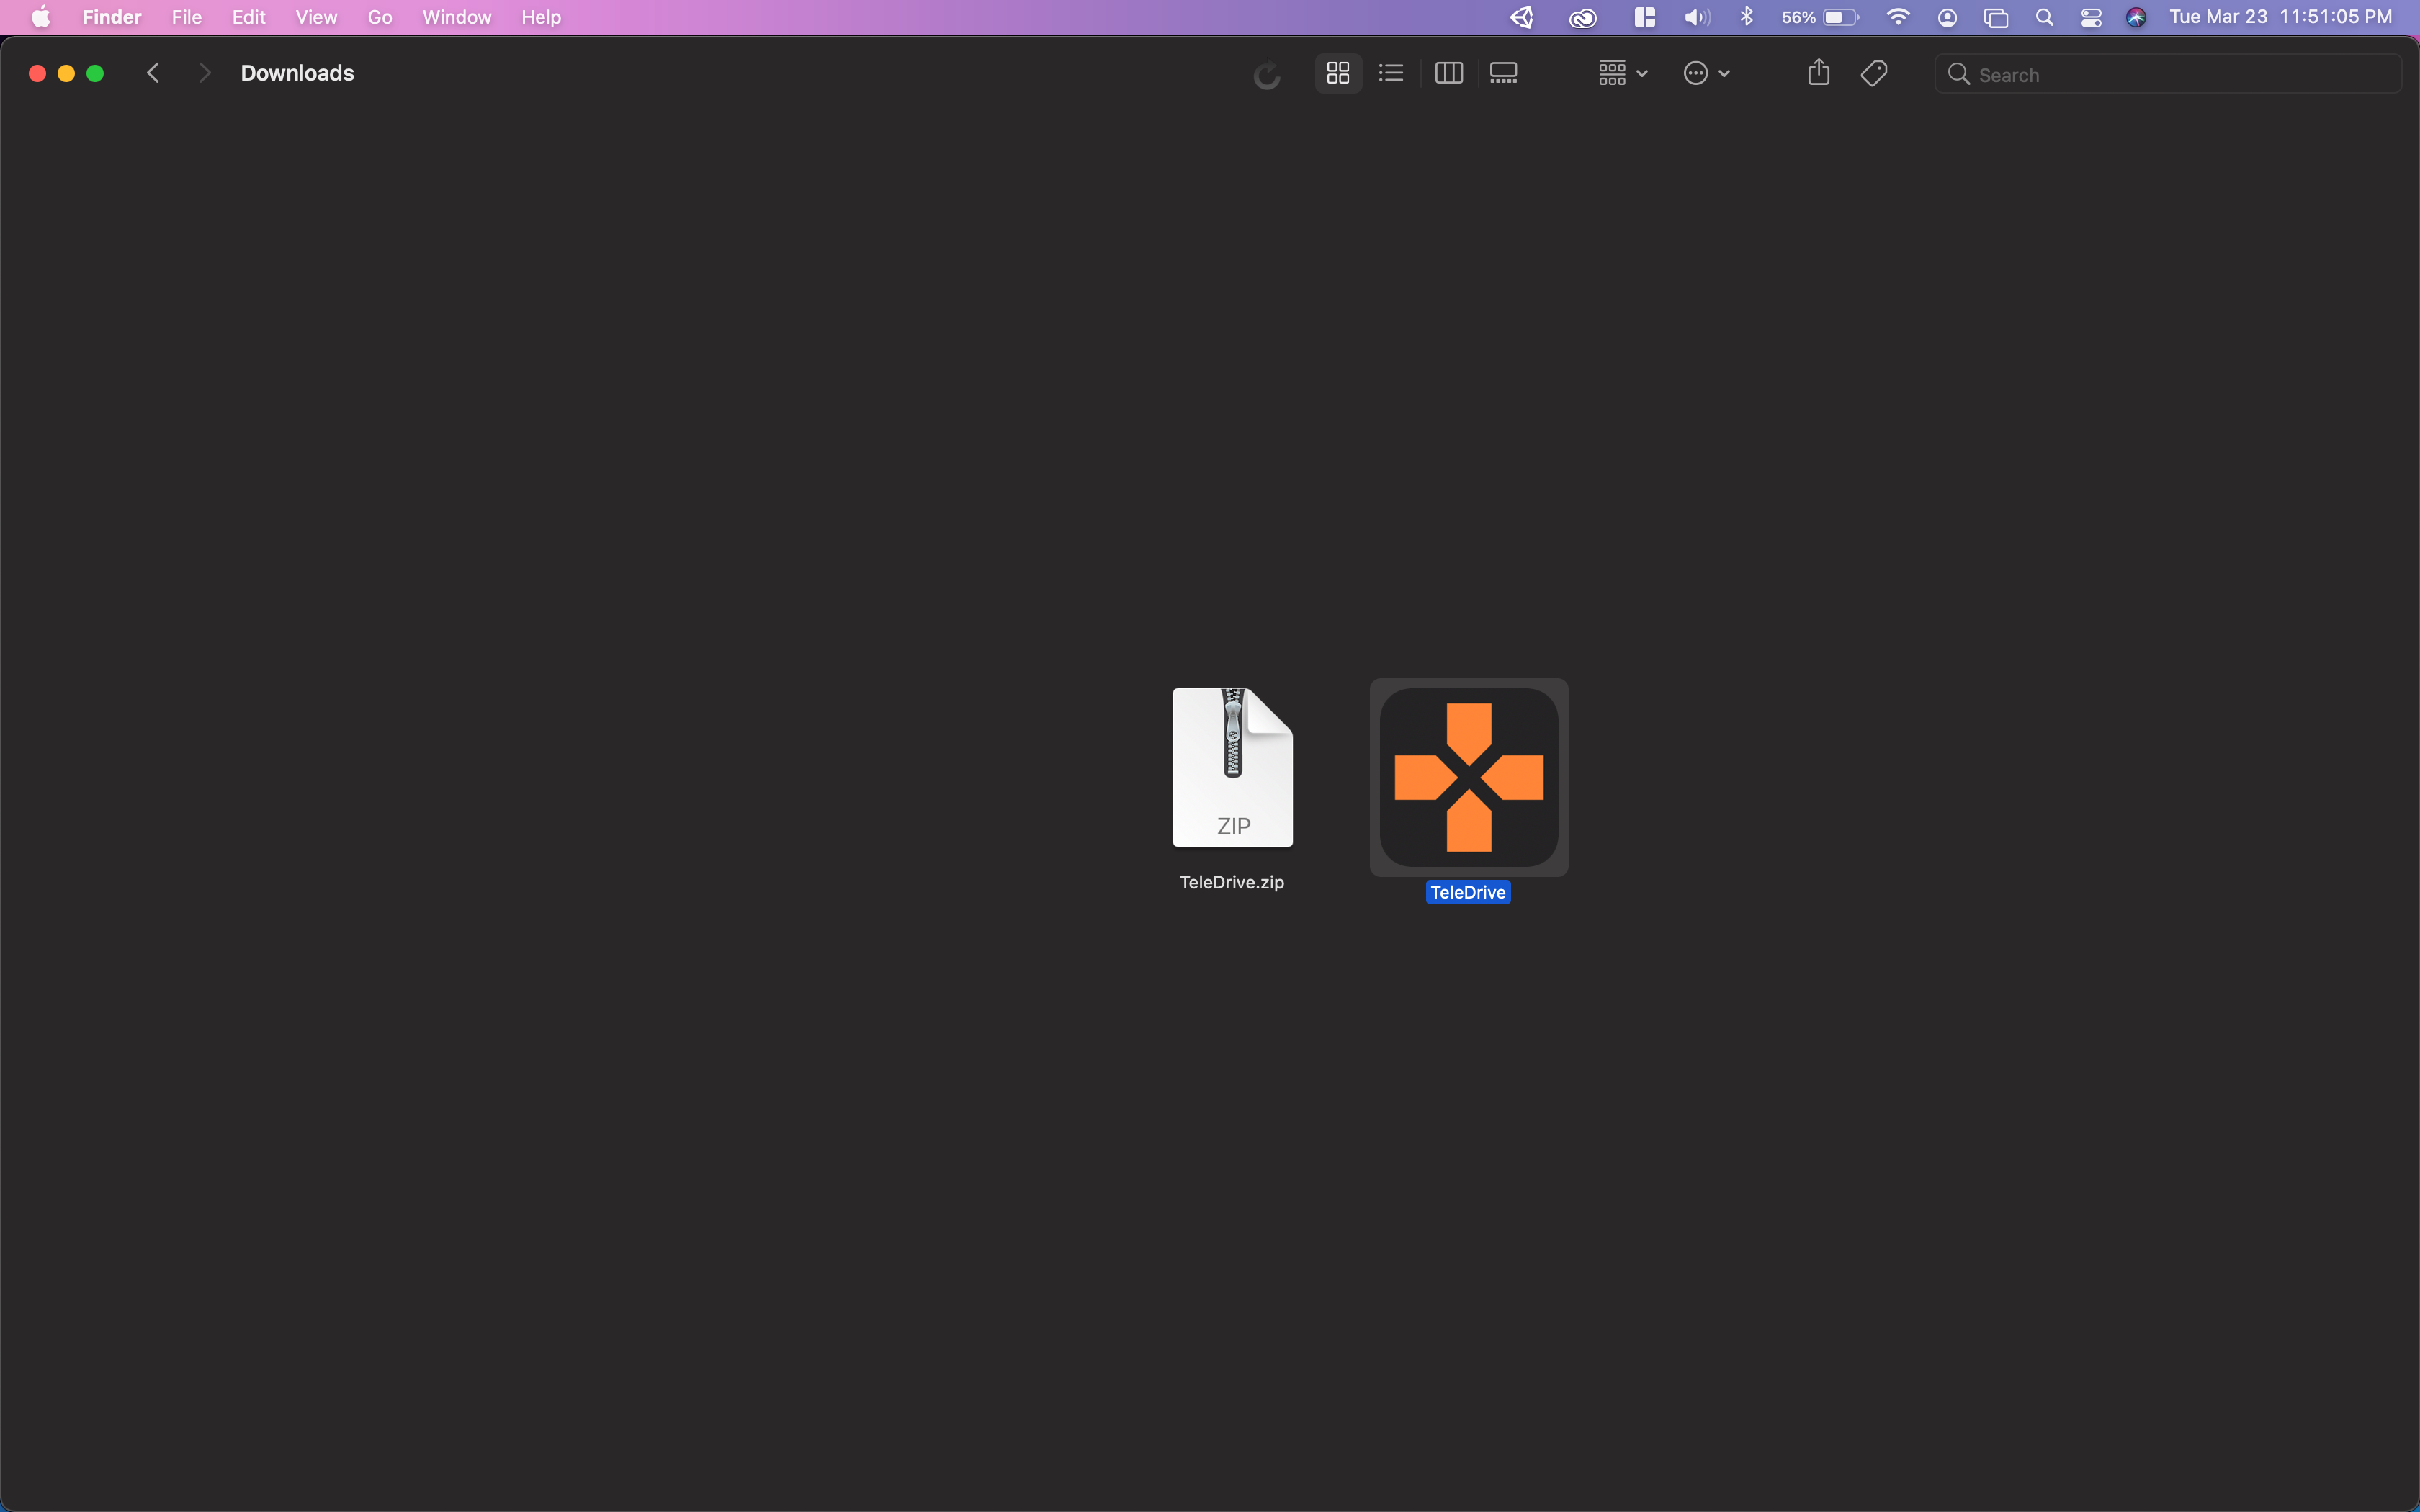 Finder File Edit View Go Window Help 56% Tue Mar 23 11:51:05 PM
Downloads Search
ZIP
TeleDrive.zip
TeleDrive